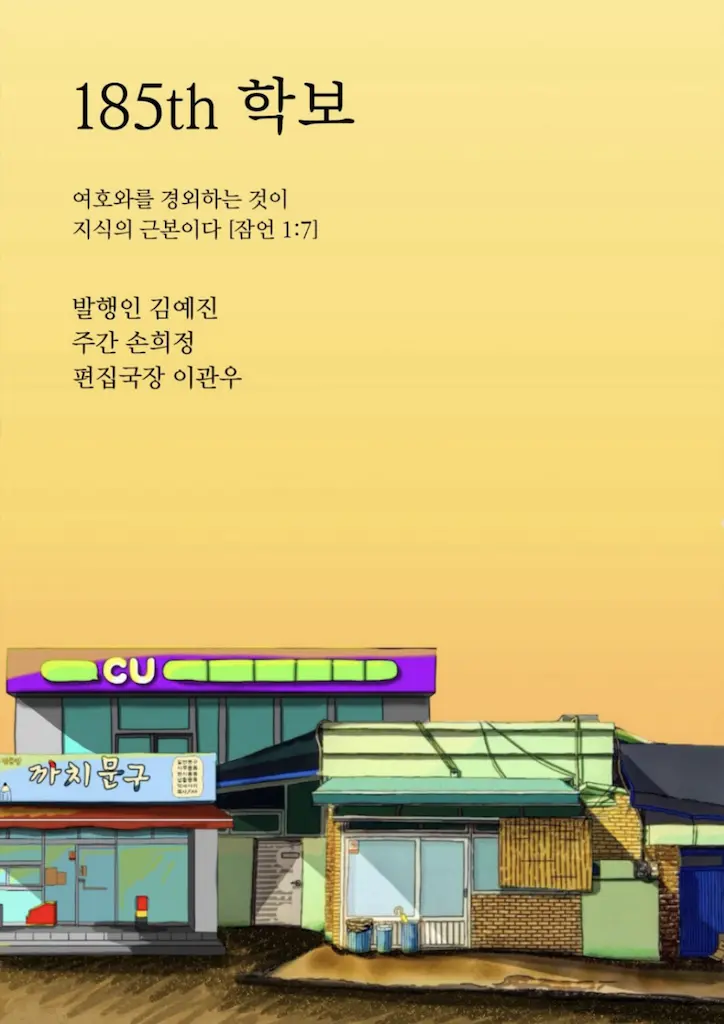 185th 학보
여호와를 경외하는 것이
지식의 근본이다 [잠언 1:7]
발행인 김예진
주간 손희정
편집국장 이관우
CU
까치문구